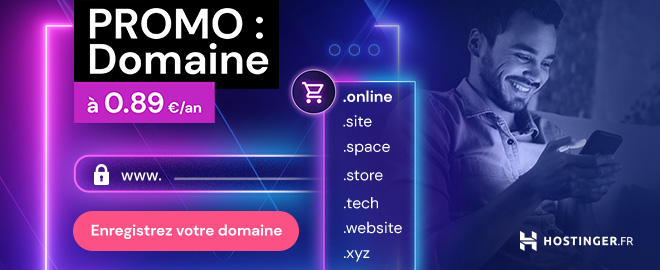 PROMO :
Domaine
à 0.89 €/an
www.
Enregistrez votre domaine
.online
.site
.space
.store
.tech
.website
.xyz
HOSTINGER.FR